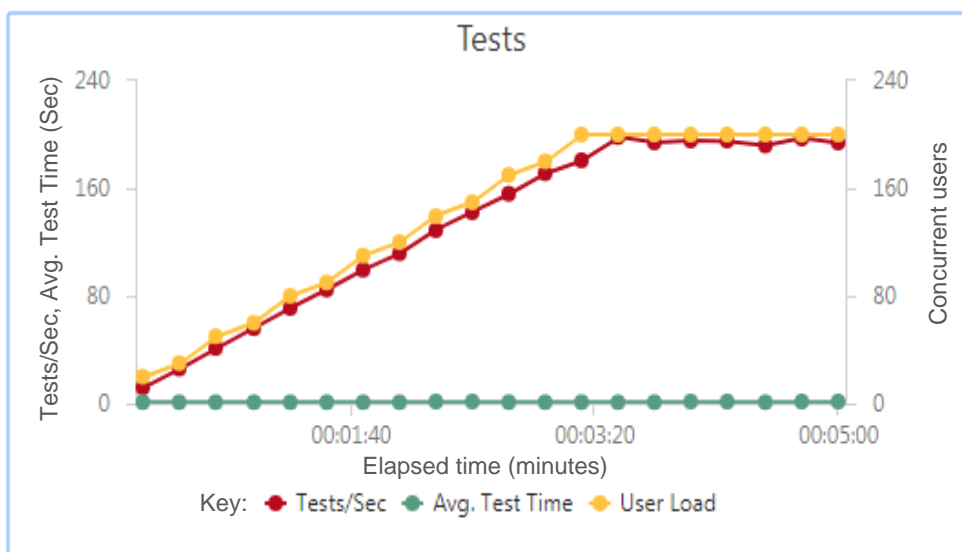 Tests
Tests/Sec, Avg. Test Time (Sec)
240
160
80
0
240
160
80
0
Concurrent users
00:01:40 00:03:20 00:05:00
Elapsed time (minutes)
Key: Tests/Sec Avg. Test Time User Load